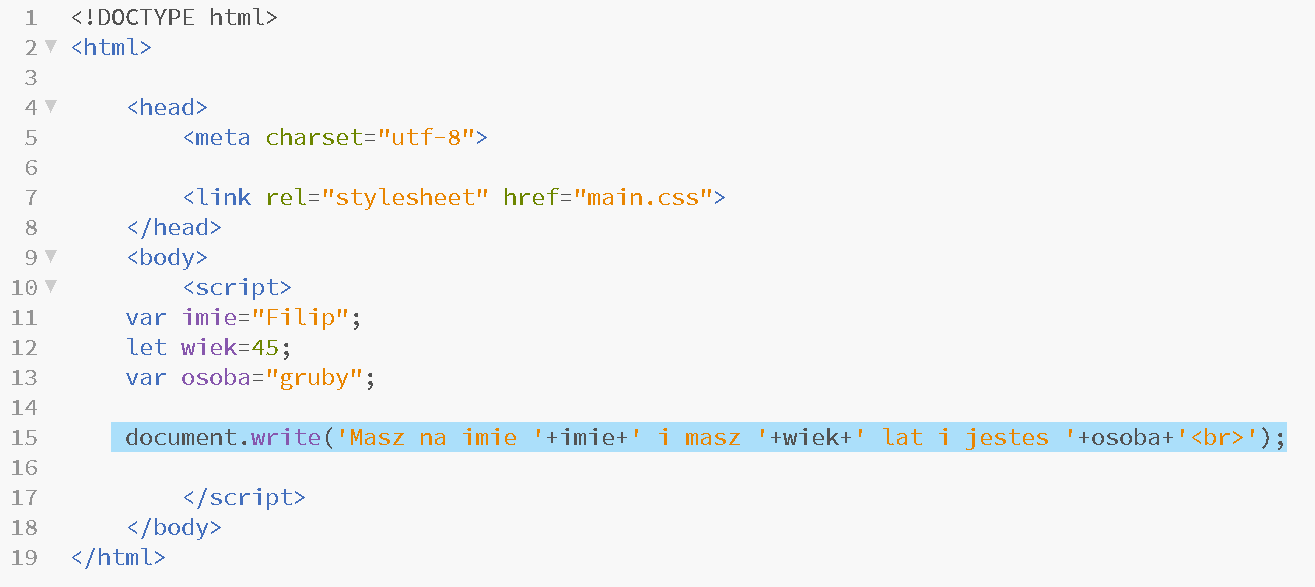 1 <!DOCTYPE html>
2 <html>
3
4 <head>
5 <meta charset="utf-8">
6
7 <link rel="stylesheet" href="main.css">
8 </head>
9 <body>
10 <script>
11 var imie="Filip";
12 let wiek=45;
13 var osoba="gruby";
14
15 document.write('Masz na imie '+imie+' i masz '+wiek+' lat i jestes '+osoba+'<br>');
16
17 </script>
18 </body>
19 </html>